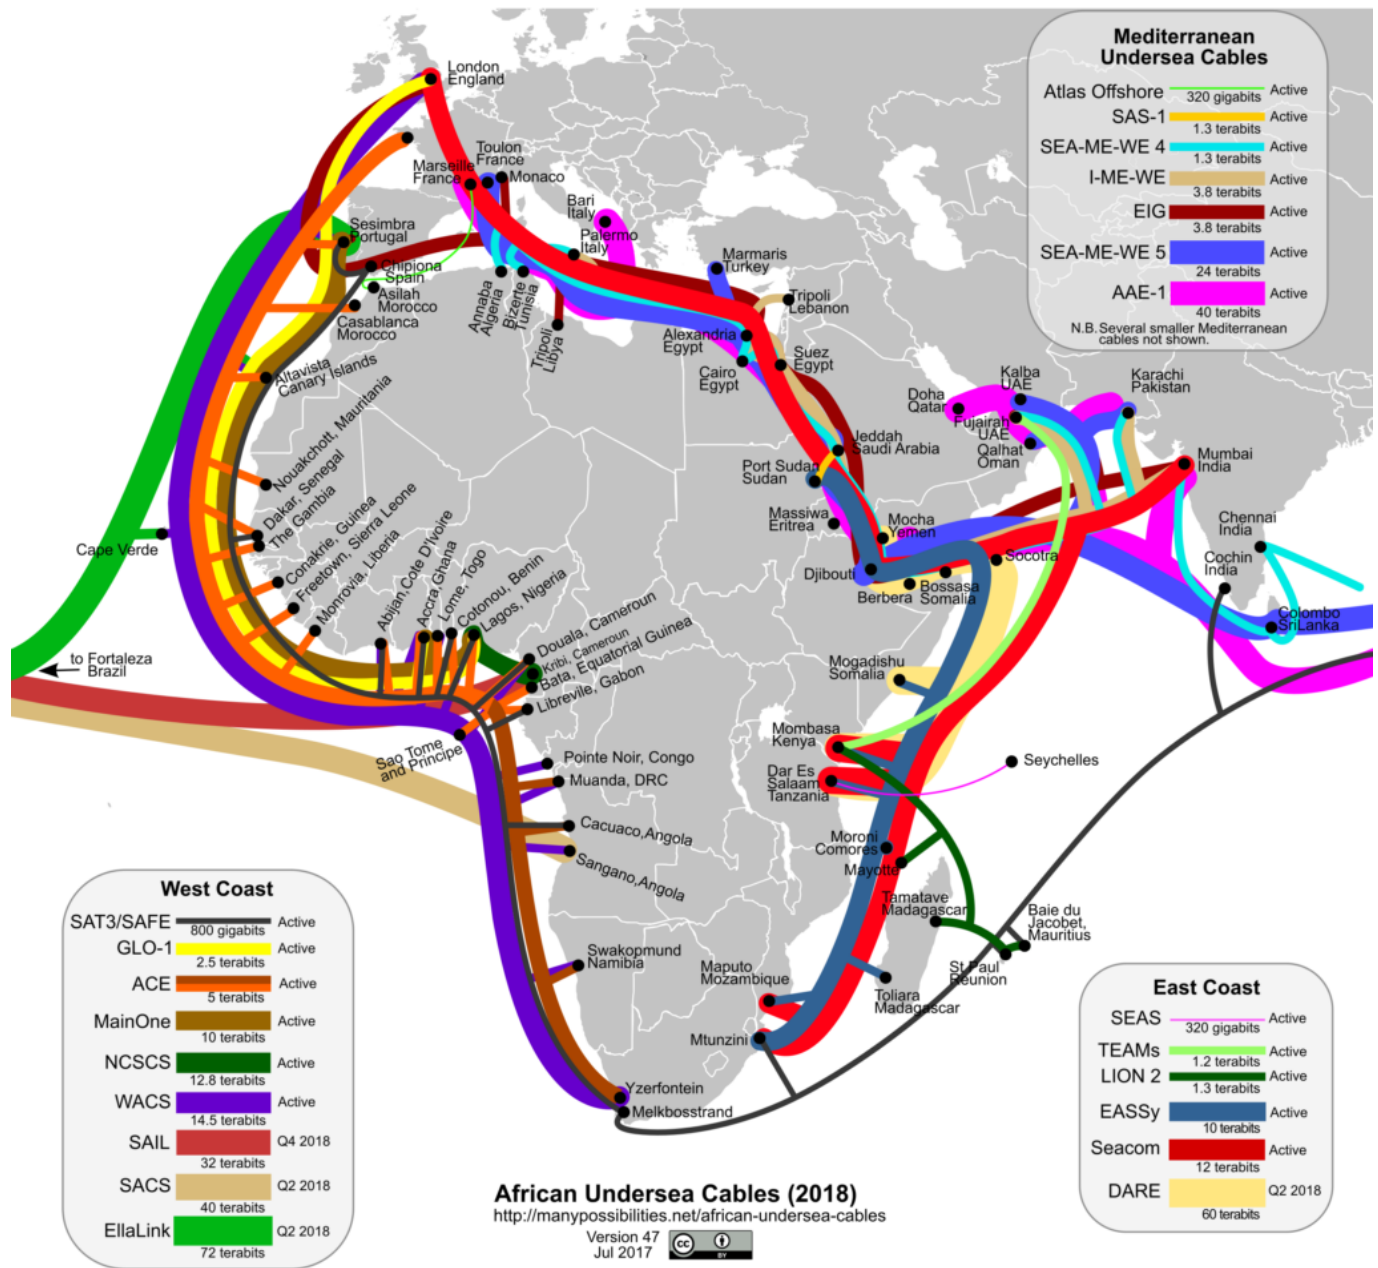 London
England
Toulon
France
Marseille
France
Monaco
Bari
Italy
Palermo
Italy
Sesimbra
Portugal
Chipiona
Spain
Asilah
Morocco
Casablanca
Morocco
Annaba
Algeria
Bizerte
Tunisia
Tripoli
Libya
Marmaris
Turkey
Tripoli
Lebanon
Alexandria
Egypt
Cairo
Egypt
Suez
Egypt
Altavista
Canary Islands
Nouakchott, Mauritania
Dakar, Senegal
The Gambia
Conakrie, Guinea
Freetown, Sierra Leone
Monrovia, Liberia
Abijan,Cote D'Ivoire
Accra,Ghana
Lome, Togo
Cotonou, Benin
Lagos, Nigeria
Douala, Cameroun
Kribi, Cameroun
Bata, Equatorial Guinea
Librevile, Gabon
Cape Verde
to Fortaleza
Brazil
Sao Tome
and Principe
Pointe Noir, Congo
Muanda, DRC
Cacuaco,Angola
Sangano,Angola
Swakopmund
Namibia
Yzerfontein
Melkbosstrand
Jeddah
Saudi Arabia
Port Sudan
Sudan
Massiwa
Eritrea
Mocha
Yemen
Djibouti
Berbera
Bossasa
Somalia
Socotra
Doha
Qatar
Kalba
UAE
Fujairah
UAE
Qalhat
Oman
Karachi
Pakistan
Mumbai
India
Chennai
India
Cochin
India
Colombo
SriLanka
Mogadishu
Somalia
Mombasa
Kenya
Dar Es
Salaam
Tanzania
Seychelles
Moroni
Comores
Mayotte
Tamatave
Madagascar
Baie du
Jacobet,
Mauritius
St Paul
Reunion
Toliara
Madagascar
Maputo
Mozambique
Mtunzini
Mediterranean
Undersea Cables
Atlas Offshore Active
320 gigabits
SAS-1 Active
1.3 terabits
SEA-ME-WE 4 Active
1.3 terabits
I-ME-WE Active
3.8 terabits
EIG Active
3.8 terabits
SEA-ME-WE 5 Active
24 terabits
AAE-1 Active
40 terabits
N.B.Several smaller Mediterranean
cables not shown.
West Coast
SAT3/SAFE Active
800 gigabits
GLO-1 Active
2.5 terabits
ACE Active
5 terabits
MainOne Active
10 terabits
NCSCS Active
12.8 terabits
WACS Active
14.5 terabits
SAIL Q4 2018
32 terabits
SACS Q2 2018
40 terabits
EllaLink Q2 2018
72 terabits
East Coast
SEAS Active
320 gigabits
TEAMs Active
1.2 terabits
LION 2 Active
1.3 terabits
EASSy Active
10 terabits
Seacom Active
12 terabits
DARE Q2 2018
60 terabits
African Undersea Cables (2018)
http://manypossibilities.net/african-undersea-cables
Version 47
Jul 2017
cc
BY